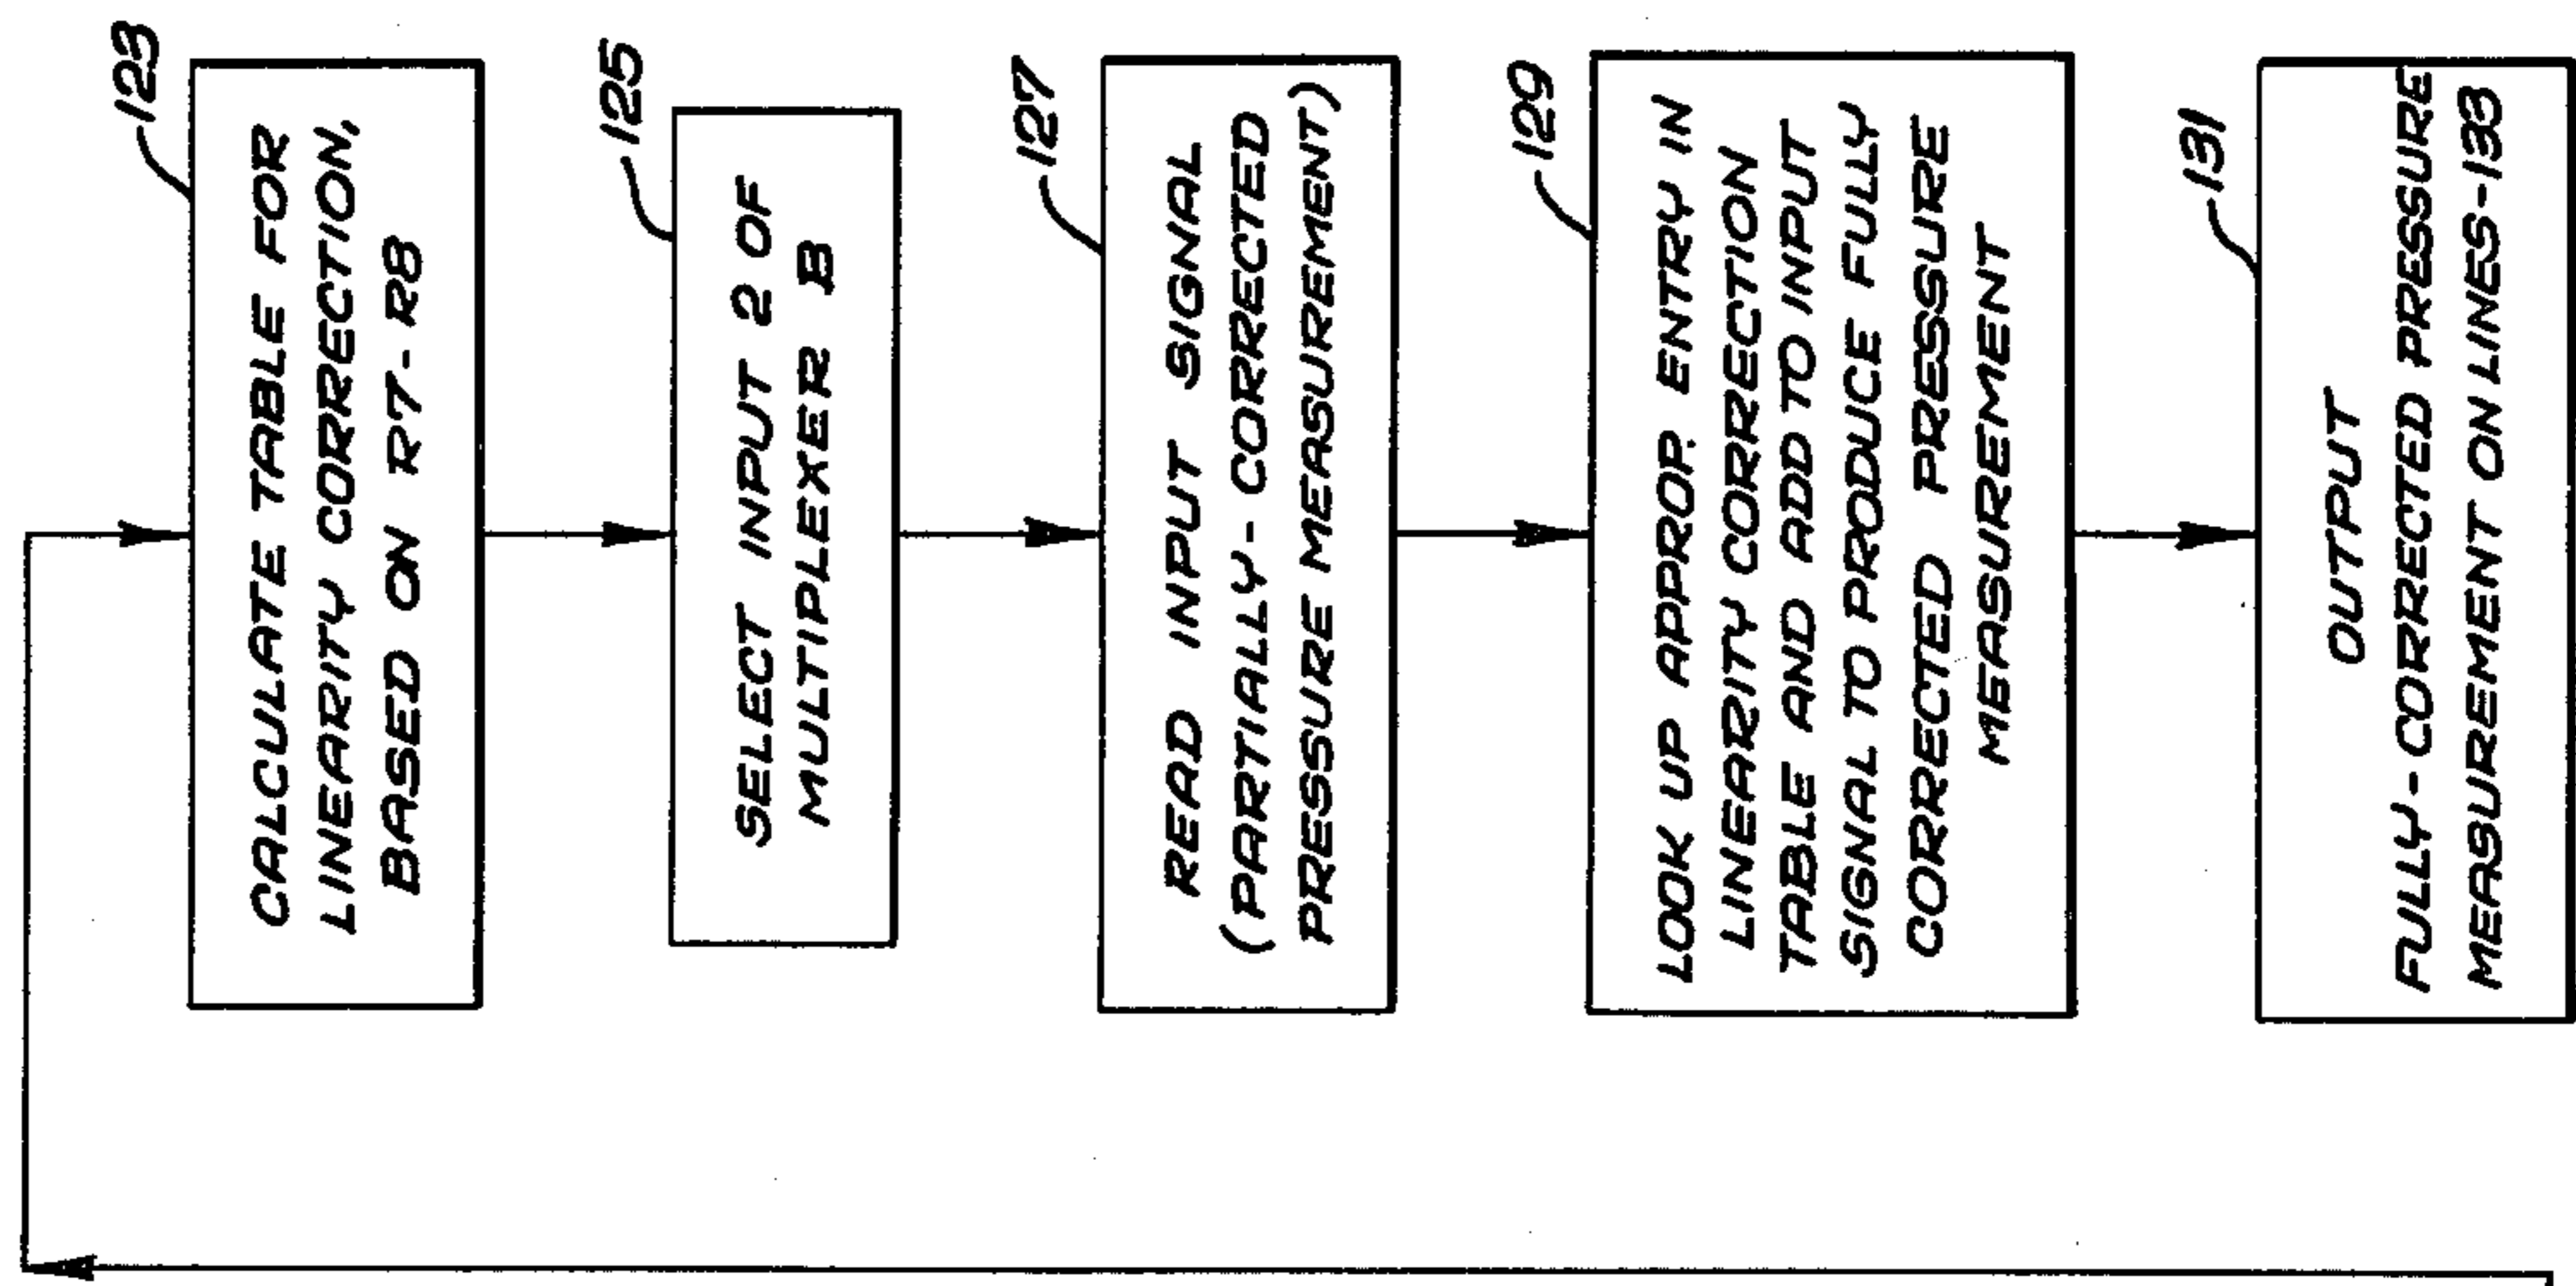 123
CALCULATE TABLE FOR
LINEARITY CORRECTION,
BASED ON R7-R8
125
SELECT INPUT 2 OF
MULTIPLEXER B
127
READ INPUT SIGNAL
(PARTIALLY-CORRECTED
PRESSURE MEASUREMENT)
129
LOOK UP APPROP. ENTRY IN
LINEARITY CORRECTION
TABLE AND ADD TO INPUT
SIGNAL TO PRODUCE FULLY
CORRECTED PRESSURE
MEASUREMENT
131
OUTPUT
FULLY-CORRECTED PRESSURE
MEASUREMENT ON LINES-133